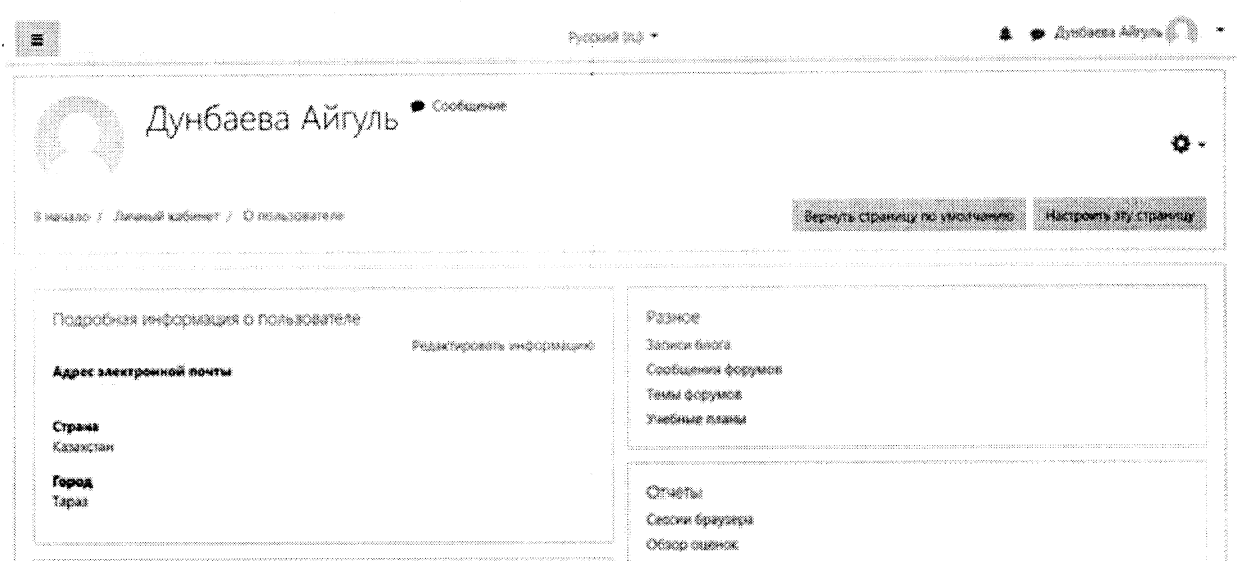 Русский (ru)
Дунбаева Айгуль
Дунбаева Айгуль
Сообщение
В начало / Личный кабинет / О пользователе
Вернуть страницу по умолчанию
Настроить эту страницу
Подробная информация о пользователе
Редактировать информацию
Адрес электронной почты
Страна
Казахстан
Город
Тараз
Разное
Записи блога
Сообщения форумов
Темы форумов
Учебные планы
Отчеты
Сессии браузера
Обзор оценок